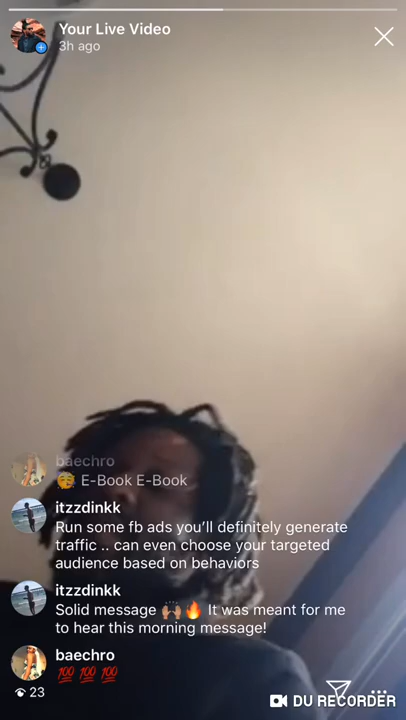 Your Live Video
3h ago
baechro
😪 E-Book E-Book
itzzdinkk
Run some fb ads you'll definitely generate
traffic .. can even choose your targeted
audience based on behaviors
itzzdinkk
Solid message 🙌🏽🔥 It was meant for me
to hear this morning message!
baechro
💯 💯 💯
23
DU RECORDER